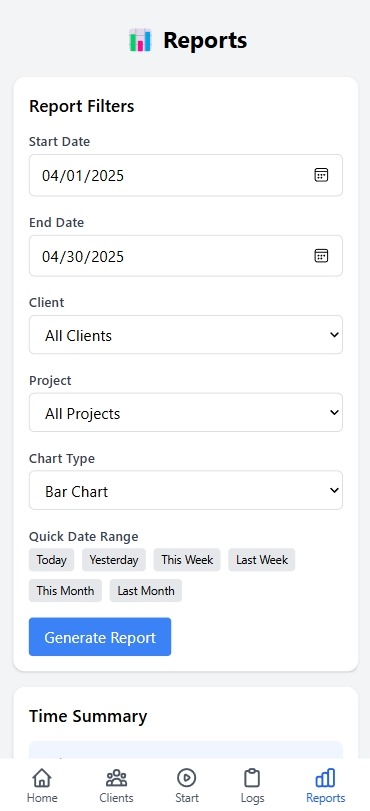 Reports
Report Filters
Start Date
04/01/2025
End Date
04/30/2025
Client
All Clients
Project
All Projects
Chart Type
Bar Chart
Quick Date Range
Today Yesterday This Week Last Week
This Month Last Month
Generate Report
Time Summary
Home Clients Start Logs Reports